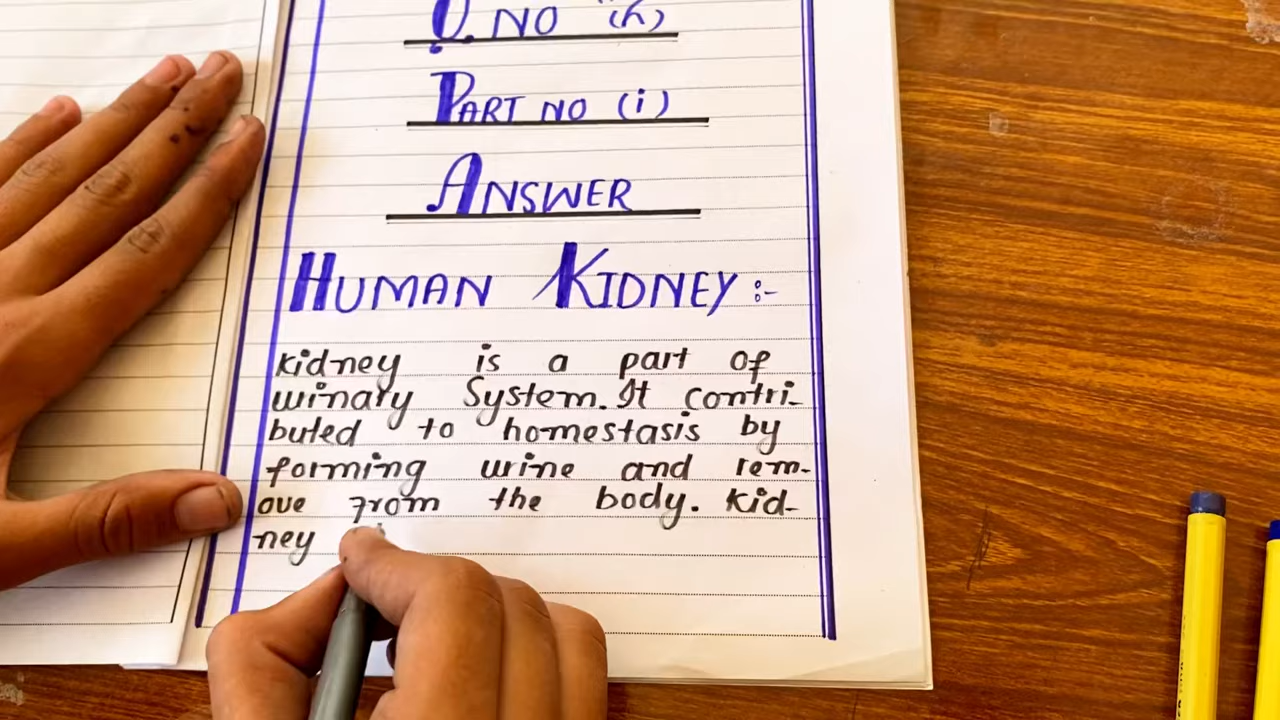 Q. NO "(h)
PART NO (i)
ANSWER
HUMAN KIDNEY :-
Kidney is a part of
winary System. It contri-
buted to homestasis by
forming urine and rem-
ove from the body. Kid-
ney